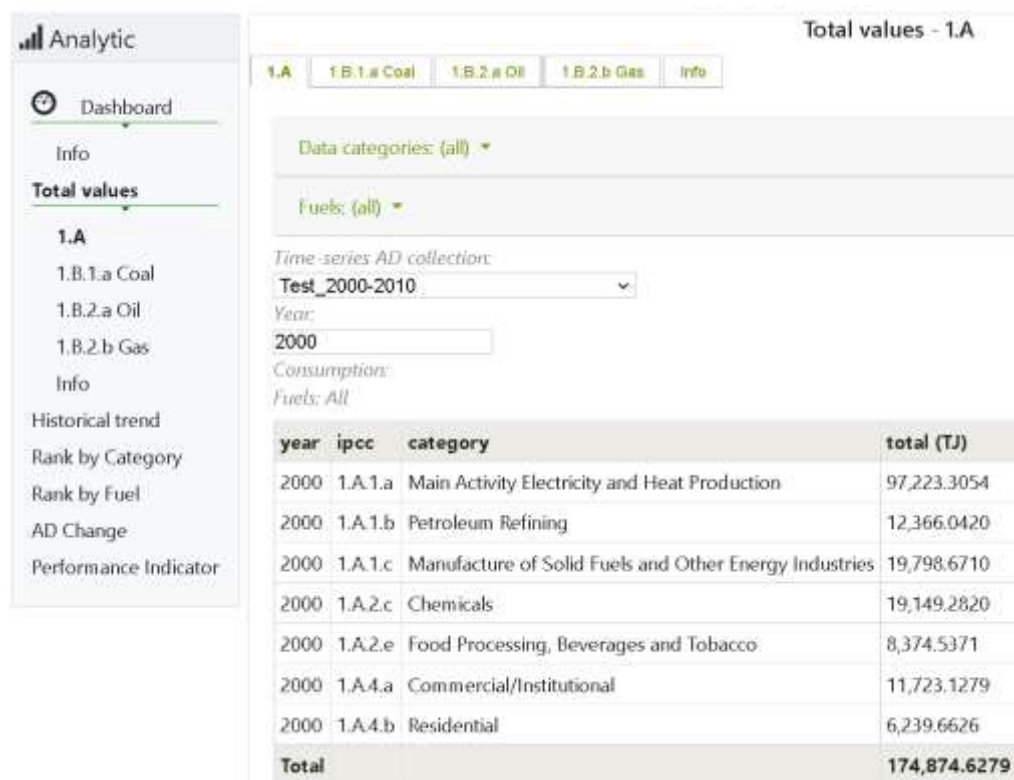 Total values - 1.A
Analytic
1.A 1.B.1.a Coal 1.B.2.a Oil 1.B.2.b Gas Info
Dashboard
Info
Total values
1.A
1.B.1.a Coal
1.B.2.a Oil
1.B.2.b Gas
Info
Historical trend
Rank by Category
Rank by Fuel
AD Change
Performance Indicator
Data categories: (all)
Fuels: (all)
Time-series AD collection:
Test_2000-2010
Year:
2000
Consumption:
Fuels: All
year ipcc category total (TJ)
2000 1.A.1.a Main Activity Electricity and Heat Production 97,223.3054
2000 1.A.1.b Petroleum Refining 12,366.0420
2000 1.A.1.c Manufacture of Solid Fuels and Other Energy Industries 19,798.6710
2000 1.A.2.c Chemicals 19,149.2820
2000 1.A.2.e Food Processing, Beverages and Tobacco 8,374.5371
2000 1.A.4.a Commercial/Institutional 11,723.1279
2000 1.A.4.b Residential 6,239.6626
Total 174,874.6279